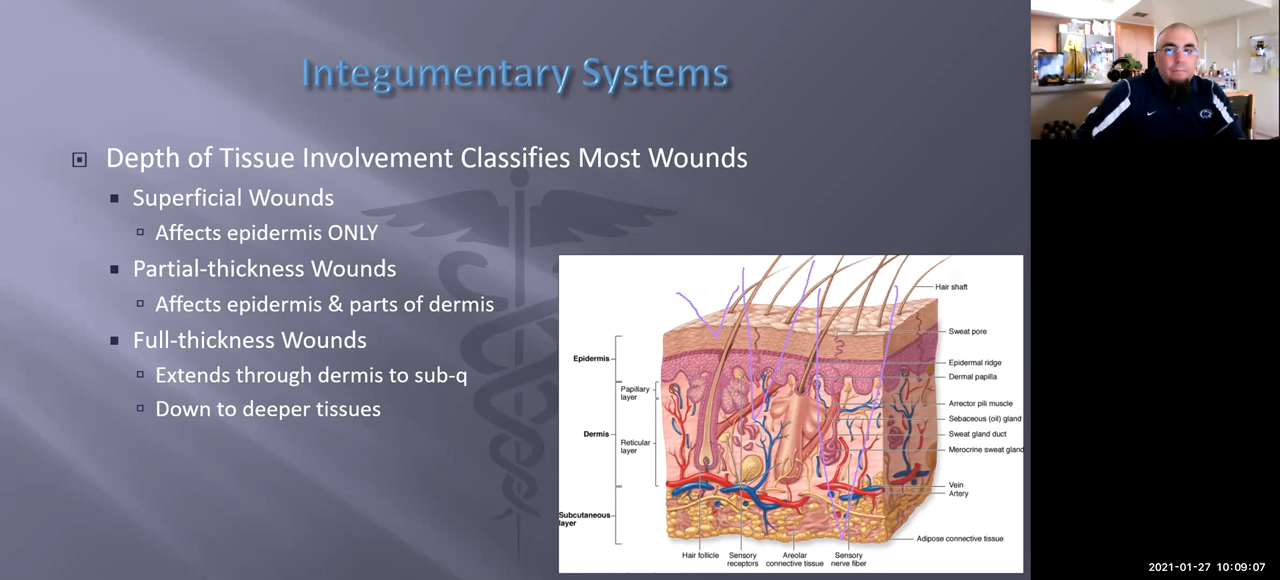 Integumentary Systems
Depth of Tissue Involvement Classifies Most Wounds
Superficial Wounds
Affects epidermis ONLY
Partial-thickness Wounds
Affects epidermis & parts of dermis
Full-thickness Wounds
Extends through dermis to sub-q
Down to deeper tissues
Hair shaft
Sweat pore
Epidermis
Epidermal ridge
Dermal papilla
Papillary
layer
Arrector pili muscle
Sebaceous (oil) gland
Dermis
Sweat gland duct
Reticular
layer
Merocrine sweat gland
Vein
Artery
Subcutaneous
layer
Adipose connective tissue
Hair follicle
Sensory
receptors
Areolar
connective tissue
Sensory
nerve fiber
2021-01-27 10:09:07